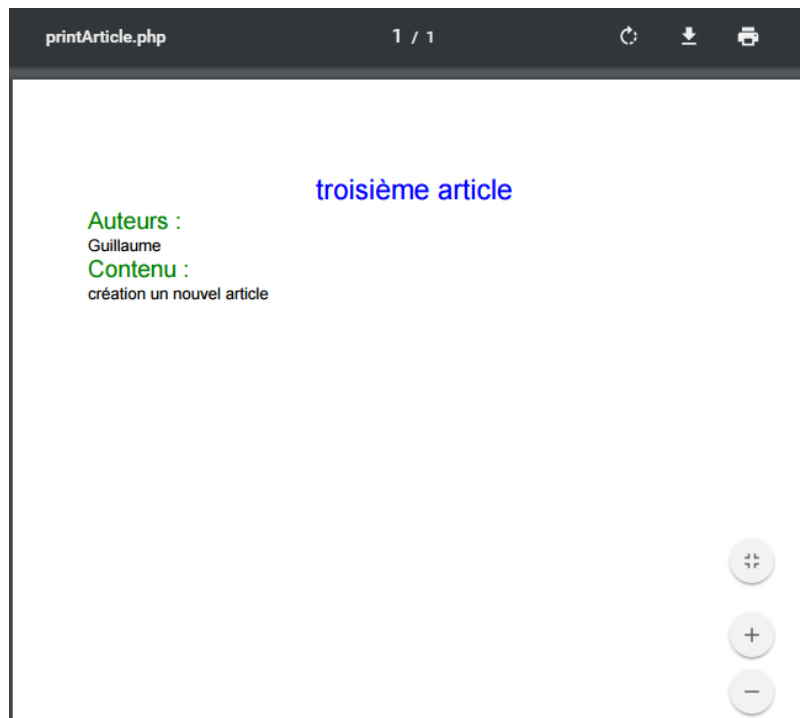 printArticle.php
1 / 1
troisième article
Auteurs :
Guillaume
Contenu :
création un nouvel article